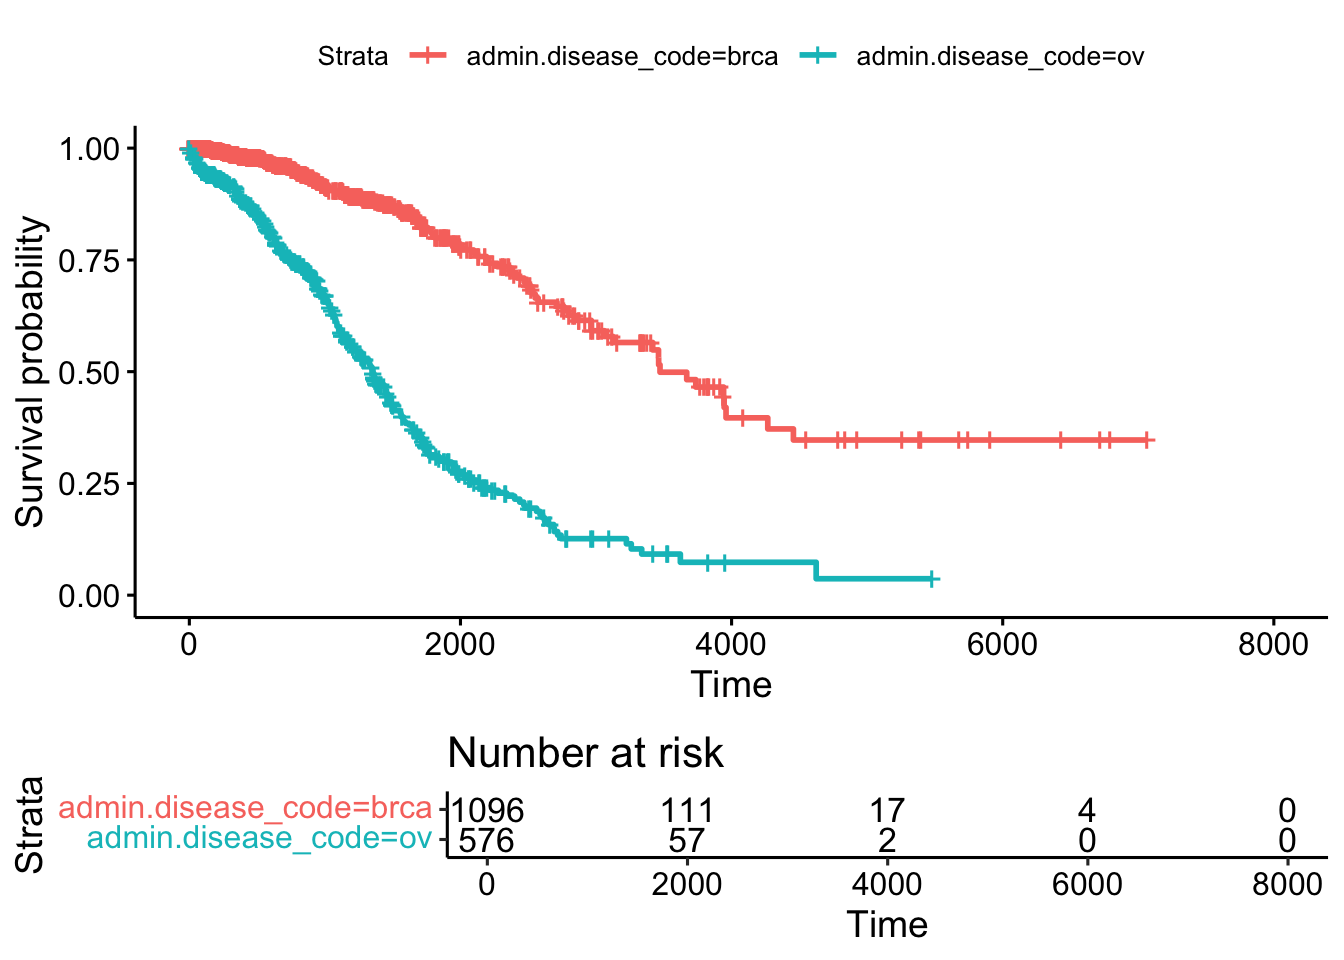 Strata admin.disease_code=brca admin.disease_code=ov
Survival probability
1.00
0.75
0.50
0.25
0.00
0 2000 4000 6000 8000
Time
Number at risk
Strata
admin.disease_code=brca 1096 111 17 4 0
admin.disease_code=ov 576 57 2 0 0
0 2000 4000 6000 8000
Time